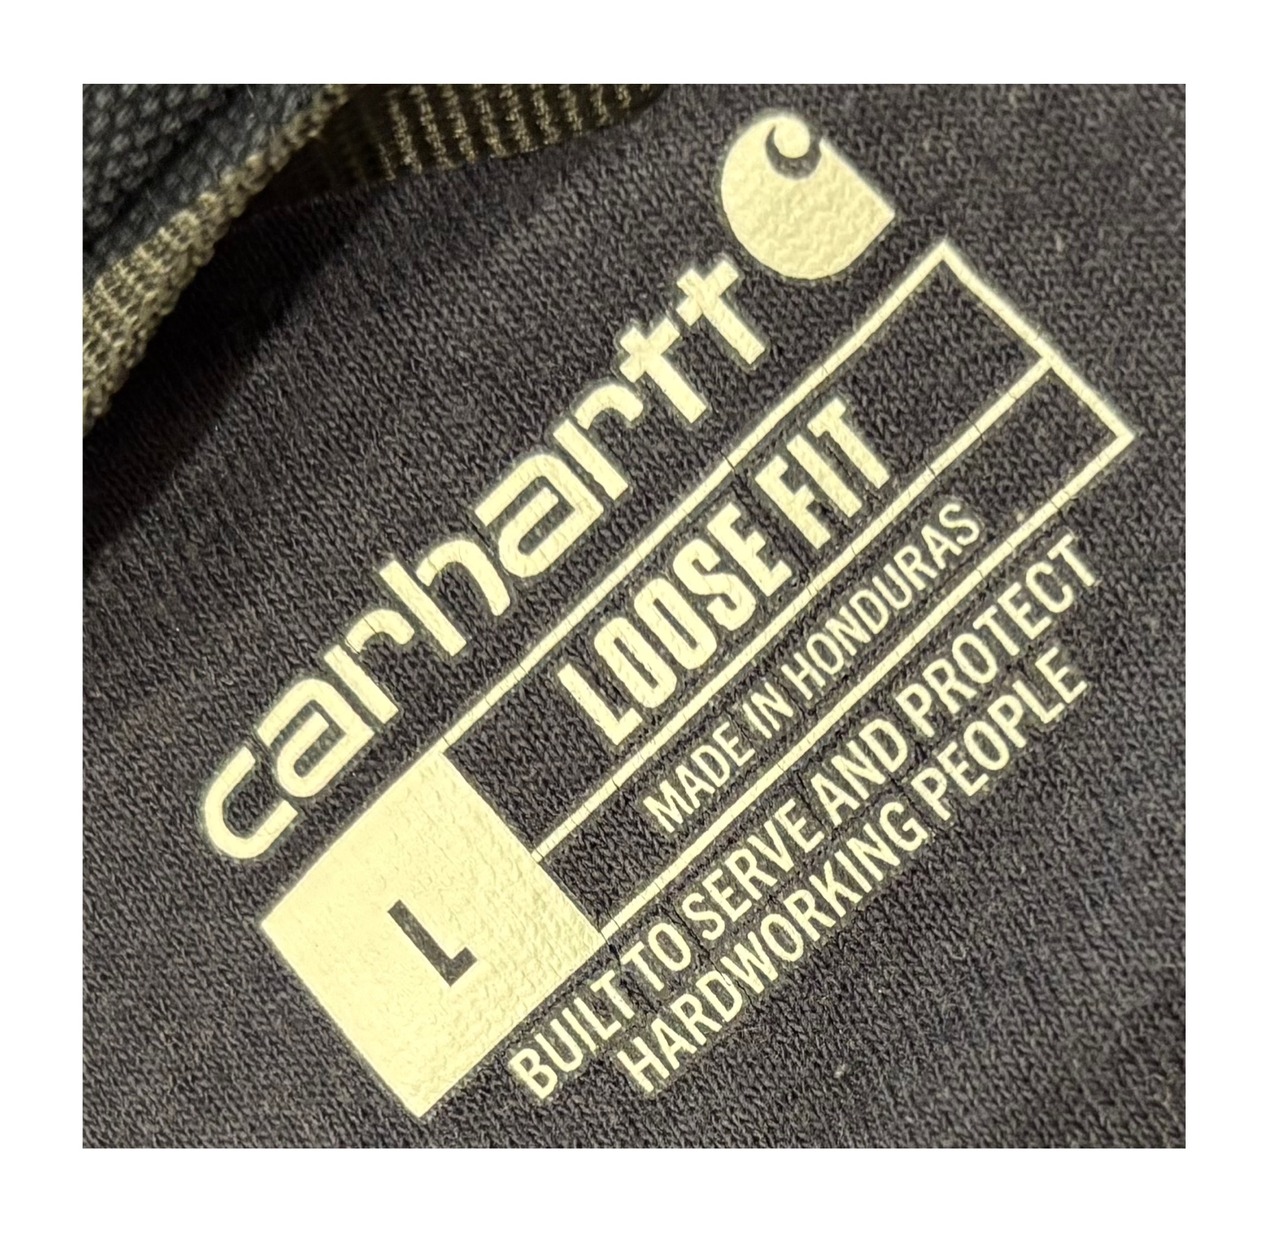 carhartt
LOOSE FIT
MADE IN HONDURAS
L
BUILT TO SERVE AND PROTECT
HARDWORKING PEOPLE